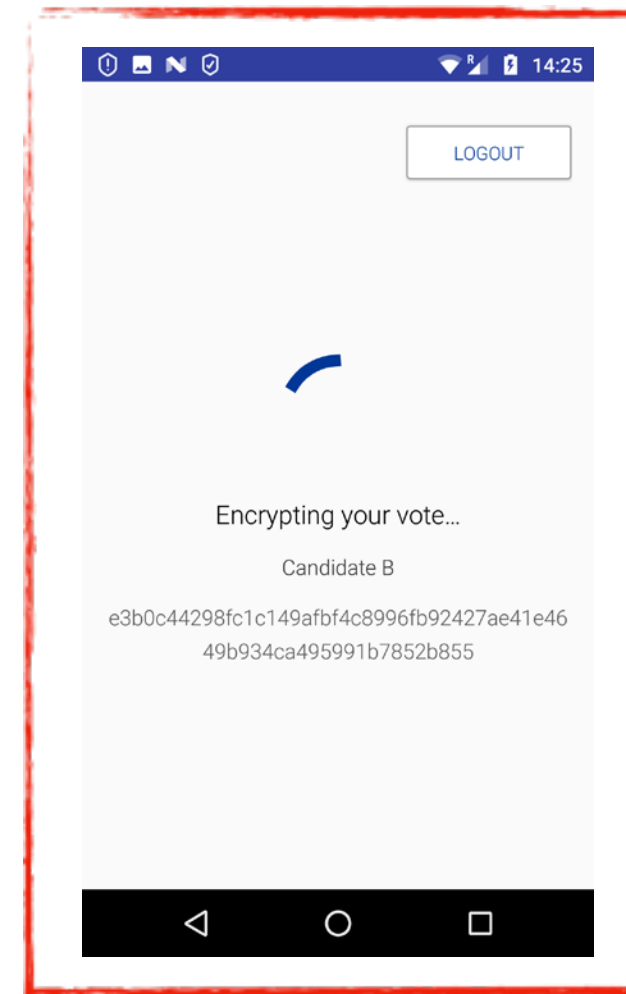 R 14:25
LOGOUT
Encrypting your vote...
Candidate B
e3b0c44298fc1c149afbf4c8996fb92427ae41e46
49b934ca495991b7852b855